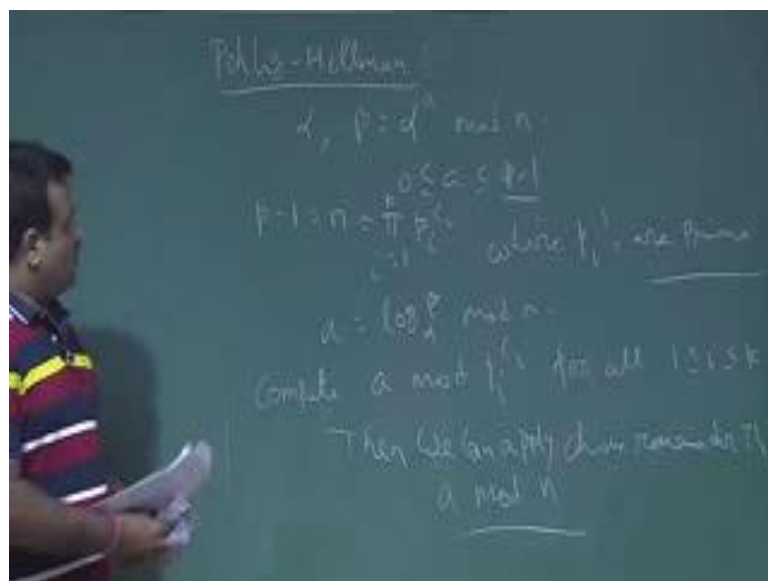 Pohlig-Hellman
α, β = α^a mod n.
0 ≤ a ≤ p-1
p-1 = n = ∏_{i=1}^{k} p_i^{c_i} where p_i's are Prime
a = log_α β mod n.
Compute a mod p_i^{c_i} for all 1 ≤ i ≤ k
Then we can apply remainder Th
a mod n